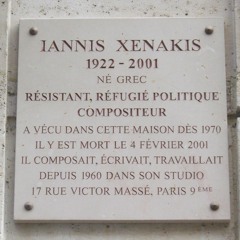 IANNIS XENAKIS
1922 - 2001
NÉ GREC
RÉSISTANT, RÉFUGIÉ POLITIQUE
COMPOSITEUR
A VÉCU DANS CETTE MAISON DÈS 1970
IL Y EST MORT LE 4 FÉVRIER 2001
IL COMPOSAIT, ÉCRIVAIT, TRAVAILLAIT
DEPUIS 1960 DANS SON STUDIO
17 RUE VICTOR MASSÉ, PARIS 9EME